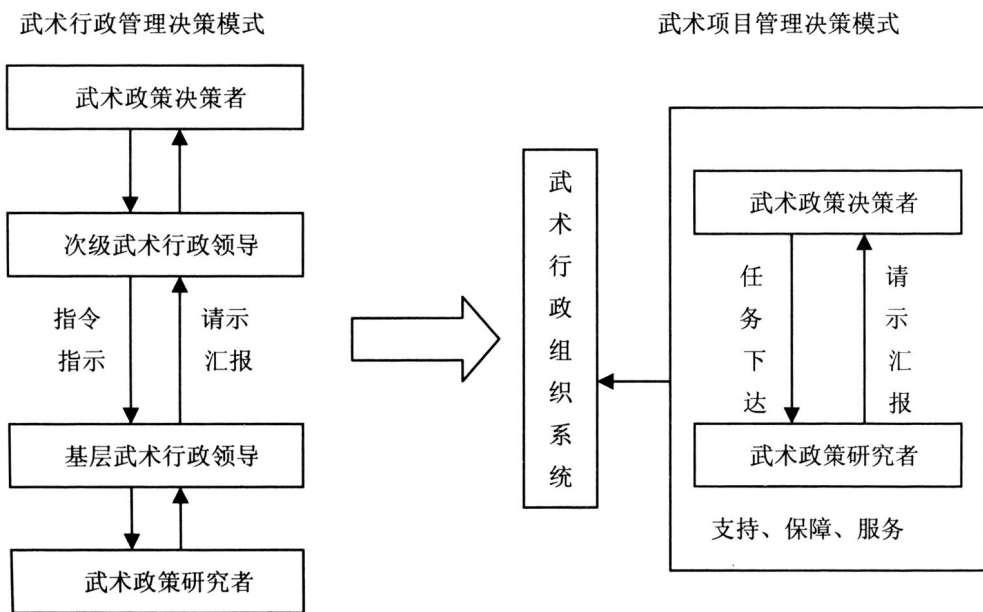 武术行政管理决策模式
武术政策决策者
次级武术行政领导
指令
指示
请示
汇报
基层武术行政领导
武术政策研究者
武术项目管理决策模式
武术行政组织系统
武术政策决策者
任务下达
请示汇报
武术政策研究者
支持、保障、服务